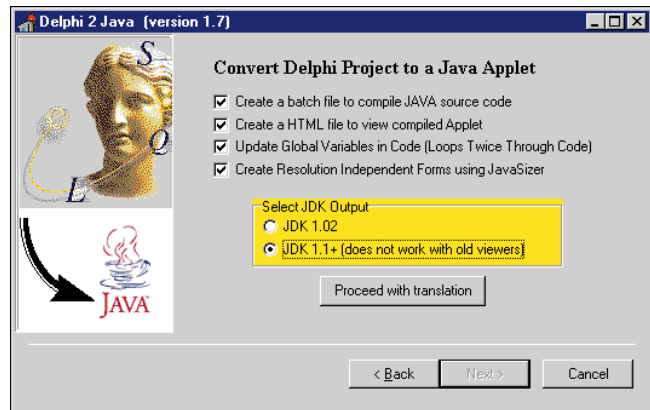 Delphi 2 Java (version 1.7)
S
Q
L
JAVA
Convert Delphi Project to a Java Applet
Create a batch file to compile JAVA source code
Create a HTML file to view compiled Applet
Update Global Variables in Code (Loops Twice Through Code)
Create Resolution Independent Forms using JavaSizer
Select JDK Output
JDK 1.02
JDK 1.1+ (does not work with old viewers)
Proceed with translation
< Back
Next >
Cancel